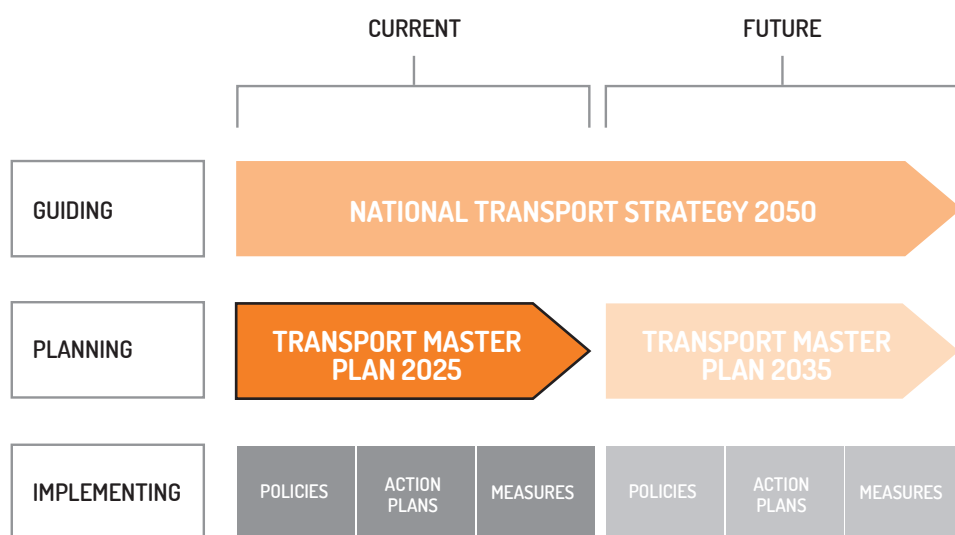 CURRENT
FUTURE
GUIDING
NATIONAL TRANSPORT STRATEGY 2050
PLANNING
TRANSPORT MASTER
PLAN 2025
TRANSPORT MASTER
PLAN 2035
IMPLEMENTING
POLICIES
ACTION
PLANS
MEASURES
POLICIES
ACTION
PLANS
MEASURES